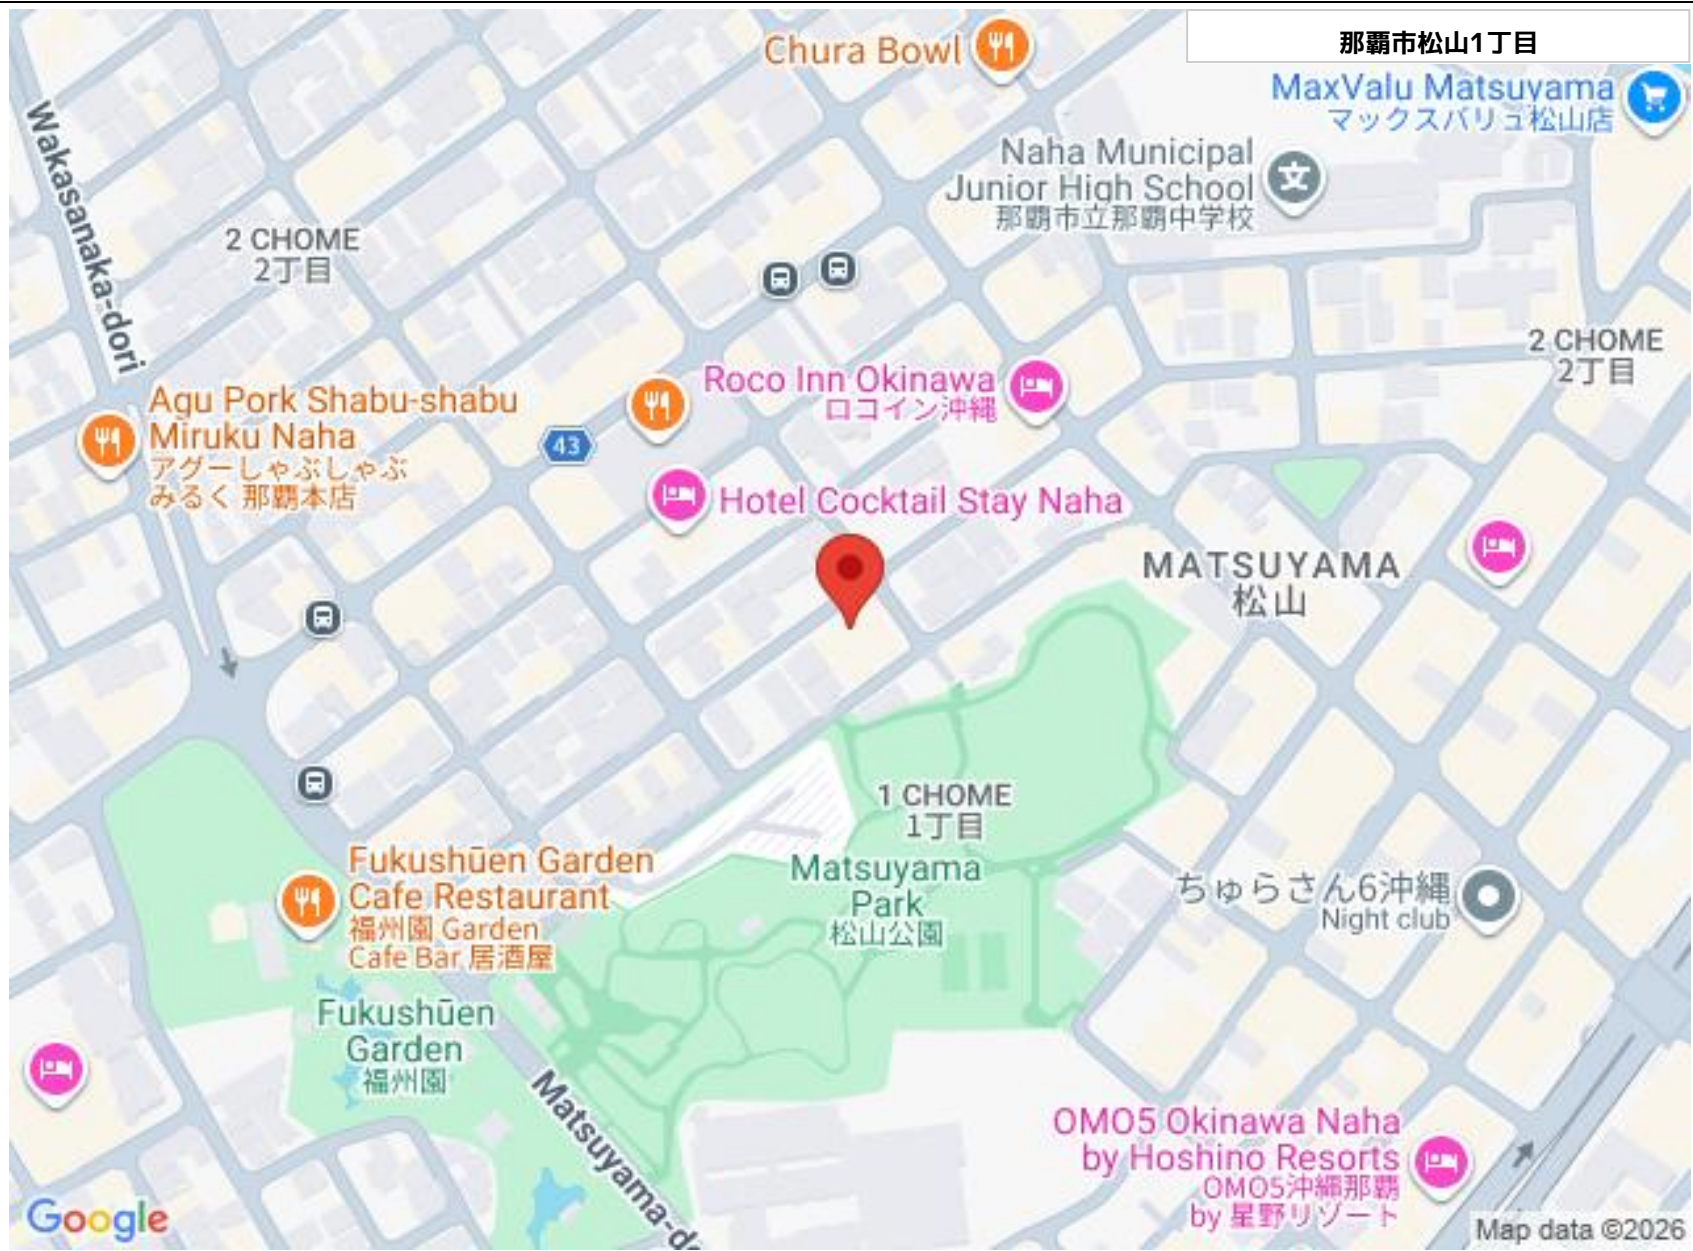 那覇市松山1丁目
Chura Bowl
MaxValu Matsuyama
マックスバリュ松山店
Wakasanaka-dori
Naha Municipal
Junior High School
那覇市立那覇中学校
文
2 CHOME
2丁目
2 CHOME
2丁目
Roco Inn Okinawa
ロコイン沖縄
Agu Pork Shabu-shabu
Miruku Naha
アグーしゃぶしゃぶ
みるく 那覇本店
43
Hotel Cocktail Stay Naha
MATSUYAMA
松山
1 CHOME
1丁目
Matsuyama
Park
松山公園
Fukushūen Garden
Cafe Restaurant
福州園 Garden
Cafe Bar 居酒屋
ちゅらさん6沖縄
Night club
Fukushūen
Garden
福州園
Matsuyama-do
OMO5 Okinawa Naha
by Hoshino Resorts
OMO5沖縄那覇
by 星野リゾート
Google
Map data ©2026